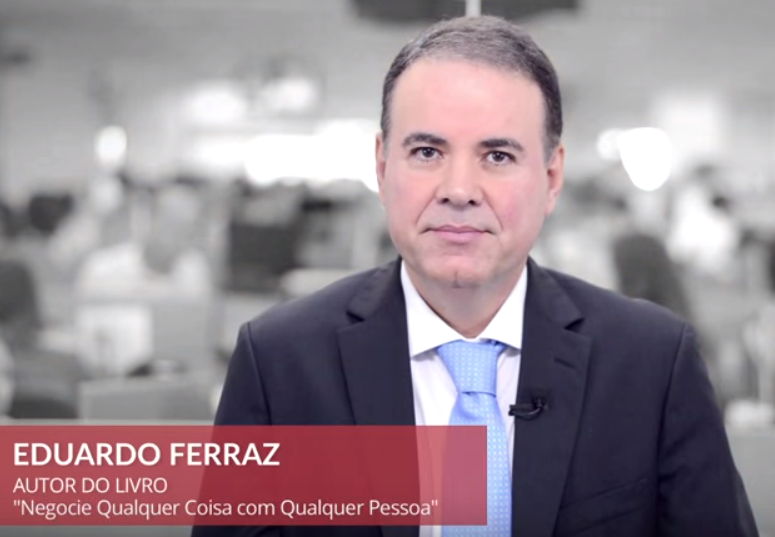 EDUARDO FERRAZ
AUTOR DO LIVRO
"Negocie Qualquer Coisa com Qualquer Pessoa"